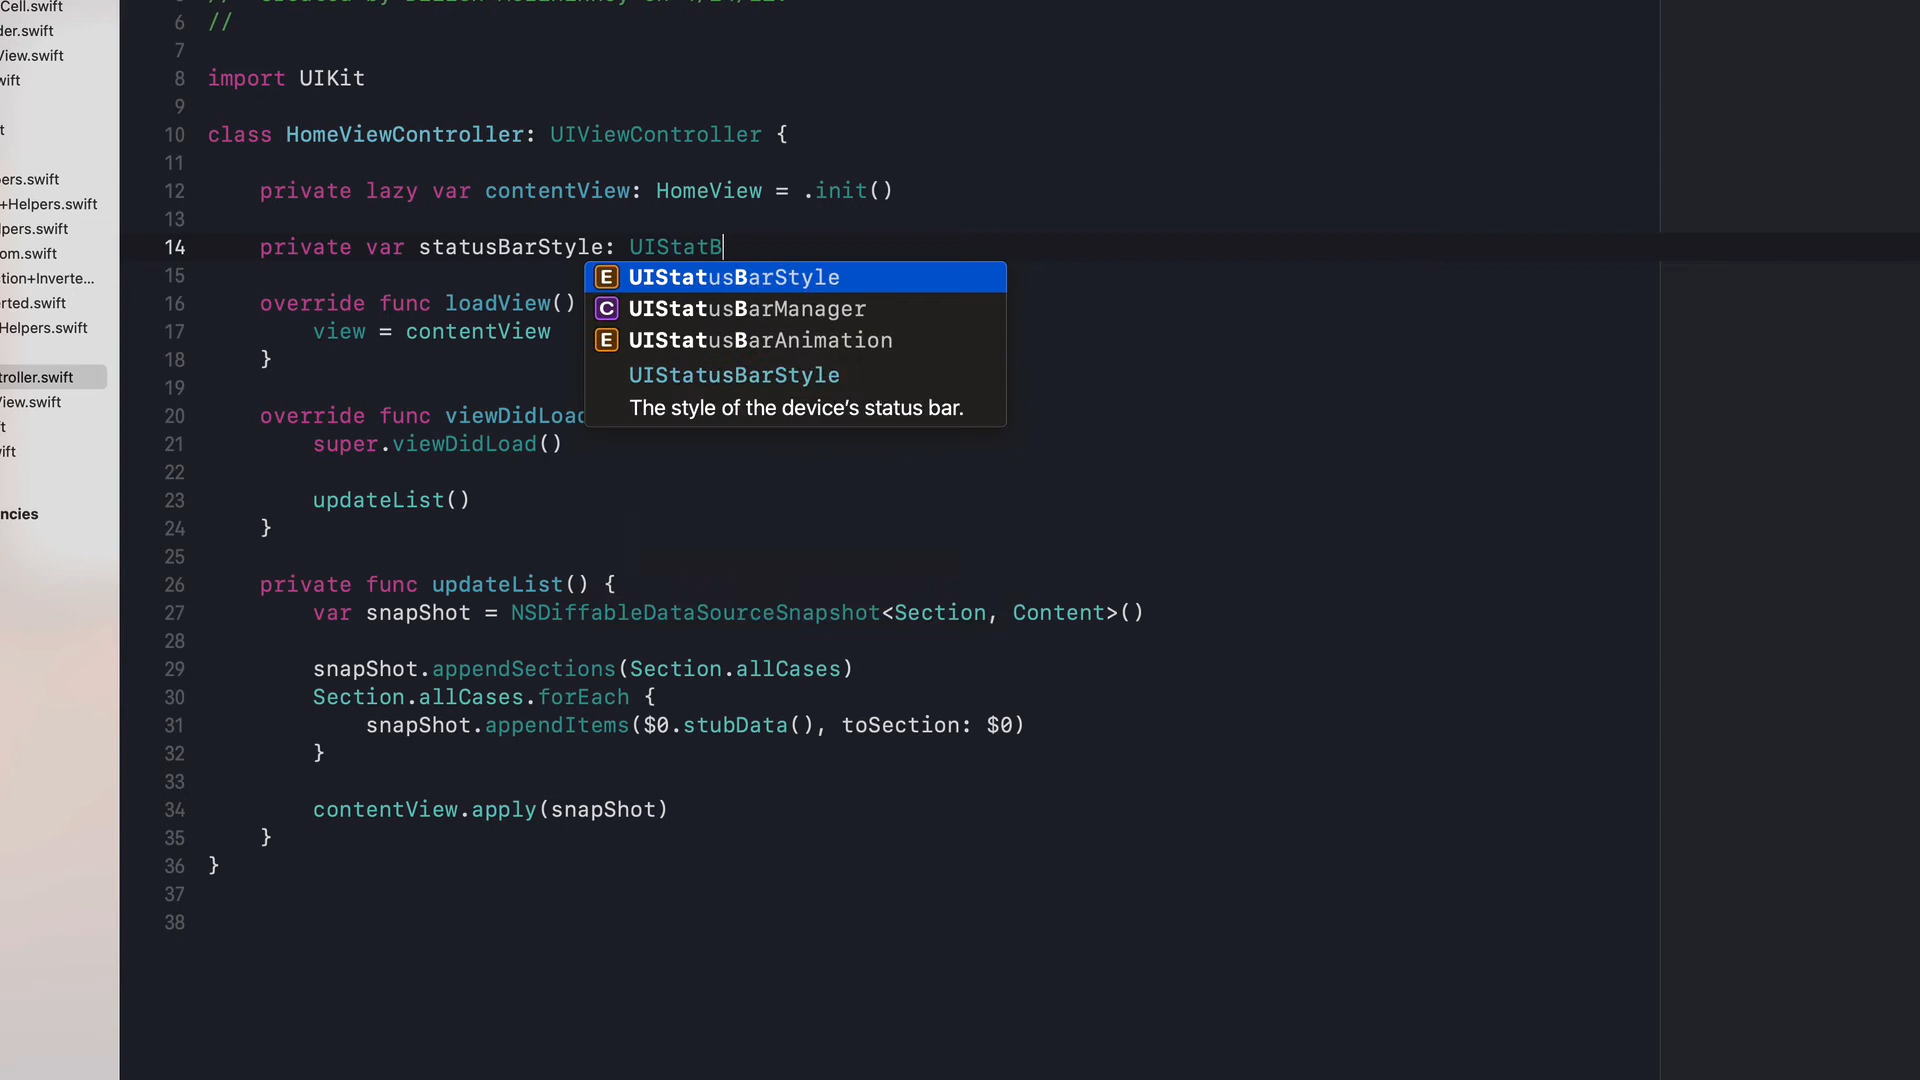 Cell.swift
der.swift
View.swift
wift
t
ers.swift
+Helpers.swift
lpers.swift
om.swift
ction+Inverte...
erted.swift
Helpers.swift
troller.swift
View.swift
t
vift
ncies
6 //
7
8 import UIKit
9
10 class HomeViewController: UIViewController {
11
12 private lazy var contentView: HomeView = .init()
13
14 private var statusBarStyle: UIStatB
E UIStatusBarStyle
C UIStatusBarManager
E UIStatusBarAnimation
UIStatusBarStyle
The style of the device’s status bar.
15
16 override func loadView()
17 view = contentView
18 }
19
20 override func viewDidLoad
21 super.viewDidLoad()
22
23 updateList()
24 }
25
26 private func updateList() {
27 var snapShot = NSDiffableDataSourceSnapshot<Section, Content>()
28
29 snapShot.appendSections(Section.allCases)
30 Section.allCases.forEach {
31 snapShot.appendItems($0.stubData(), toSection: $0)
32 }
33
34 contentView.apply(snapShot)
35 }
36 }
37
38